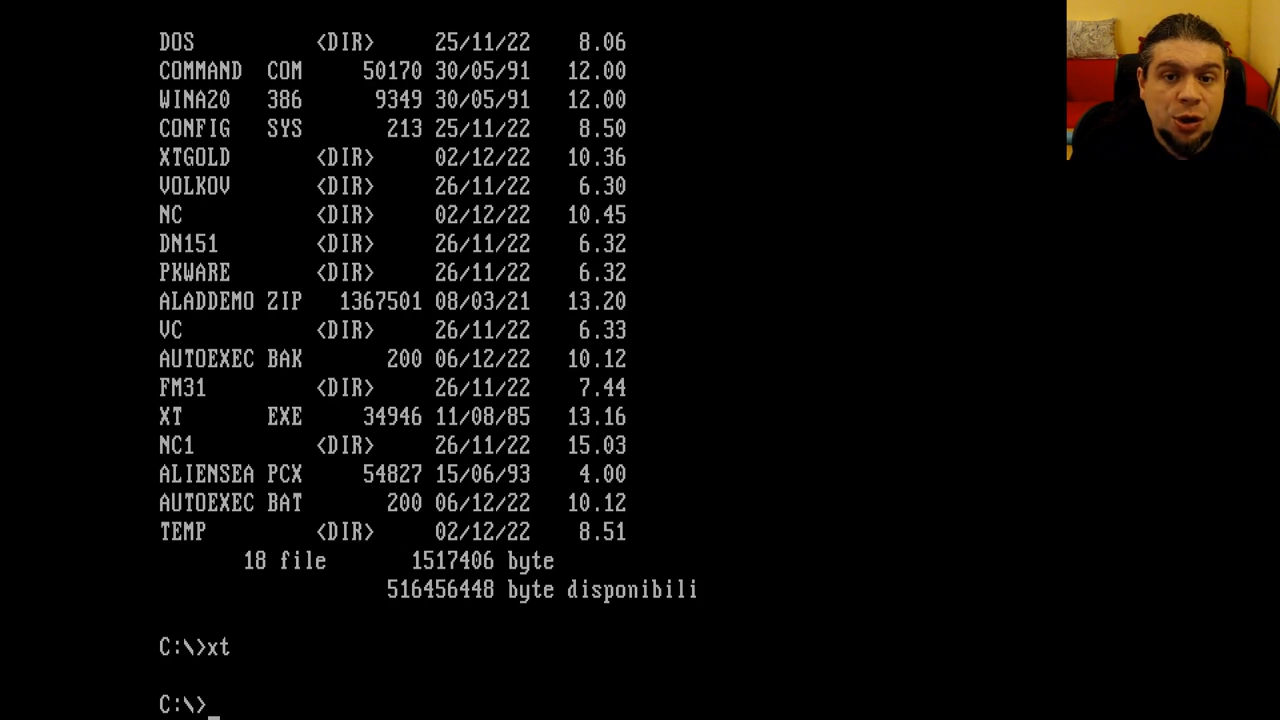 DOS <DIR> 25/11/22 8.06
COMMAND COM 50170 30/05/91 12.00
WINA20 386 9349 30/05/91 12.00
CONFIG SYS 213 25/11/22 8.50
XTGOLD <DIR> 02/12/22 10.36
VOLKOV <DIR> 26/11/22 6.30
NC <DIR> 02/12/22 10.45
DN151 <DIR> 26/11/22 6.32
PKWARE <DIR> 26/11/22 6.32
ALADDEMO ZIP 1367501 08/03/21 13.20
VC <DIR> 26/11/22 6.33
AUTOEXEC BAK 200 06/12/22 10.12
FM31 <DIR> 26/11/22 7.44
XT EXE 34946 11/08/85 13.16
NC1 <DIR> 26/11/22 15.03
ALIENSEA PCX 54827 15/06/93 4.00
AUTOEXEC BAT 200 06/12/22 10.12
TEMP <DIR> 02/12/22 8.51
18 file 1517406 byte
516456448 byte disponibili
C:\>xt
C:\>_